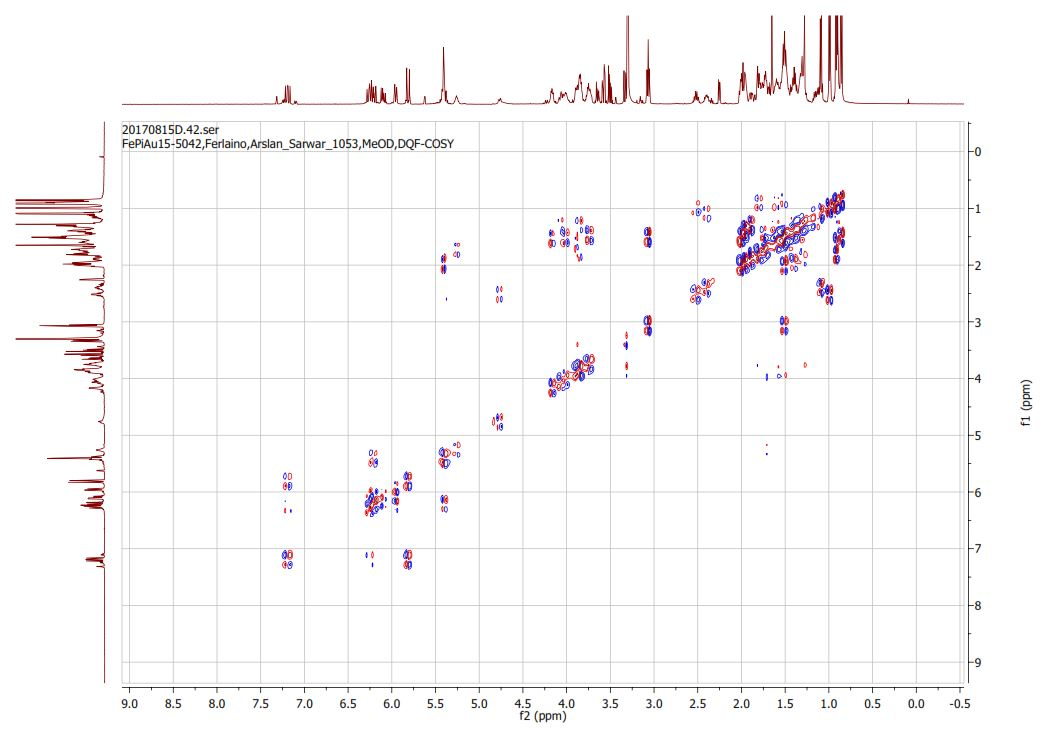 20170815D.42.ser
FePiAu15-5042,Ferlaino,Arslan_Sarwar_1053,MeOD,DQF-COSY
0
1
2
3
4
5
6
7
8
9
f1 (ppm)
9.0 8.5 8.0 7.5 7.0 6.5 6.0 5.5 5.0 4.5 4.0 3.5 3.0 2.5 2.0 1.5 1.0 0.5 0.0 -0.5
f2 (ppm)